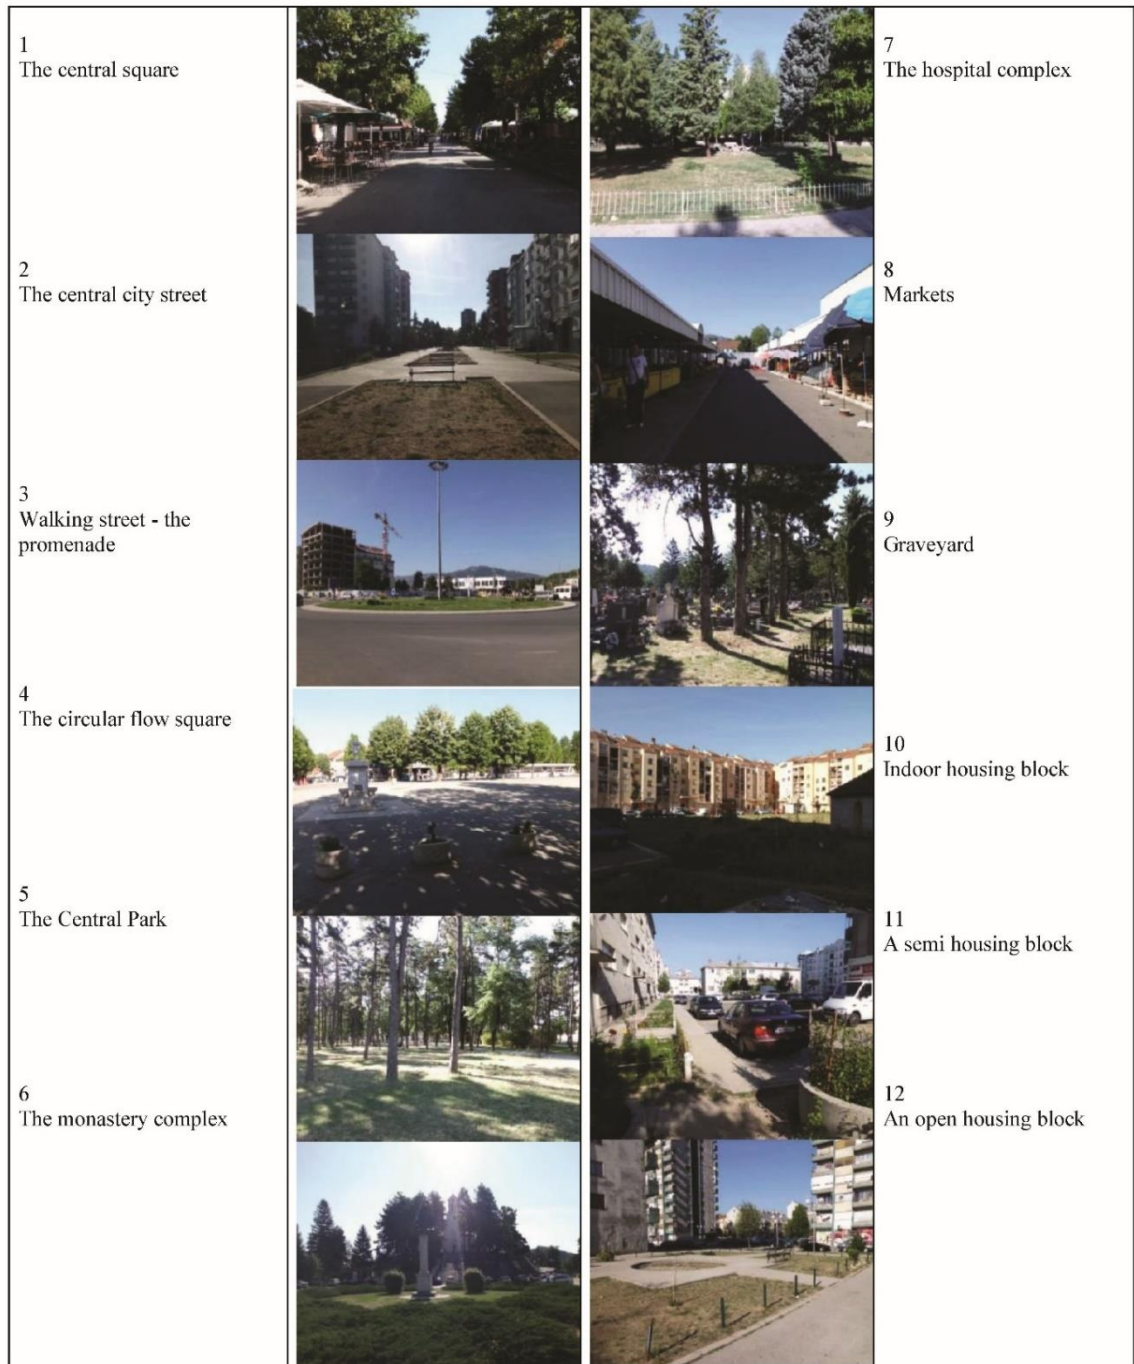 1
The central square
2
The central city street
3
Walking street - the
promenade
4
The circular flow square
5
The Central Park
6
The monastery complex
7
The hospital complex
8
Markets
9
Graveyard
10
Indoor housing block
11
A semi housing block
12
An open housing block